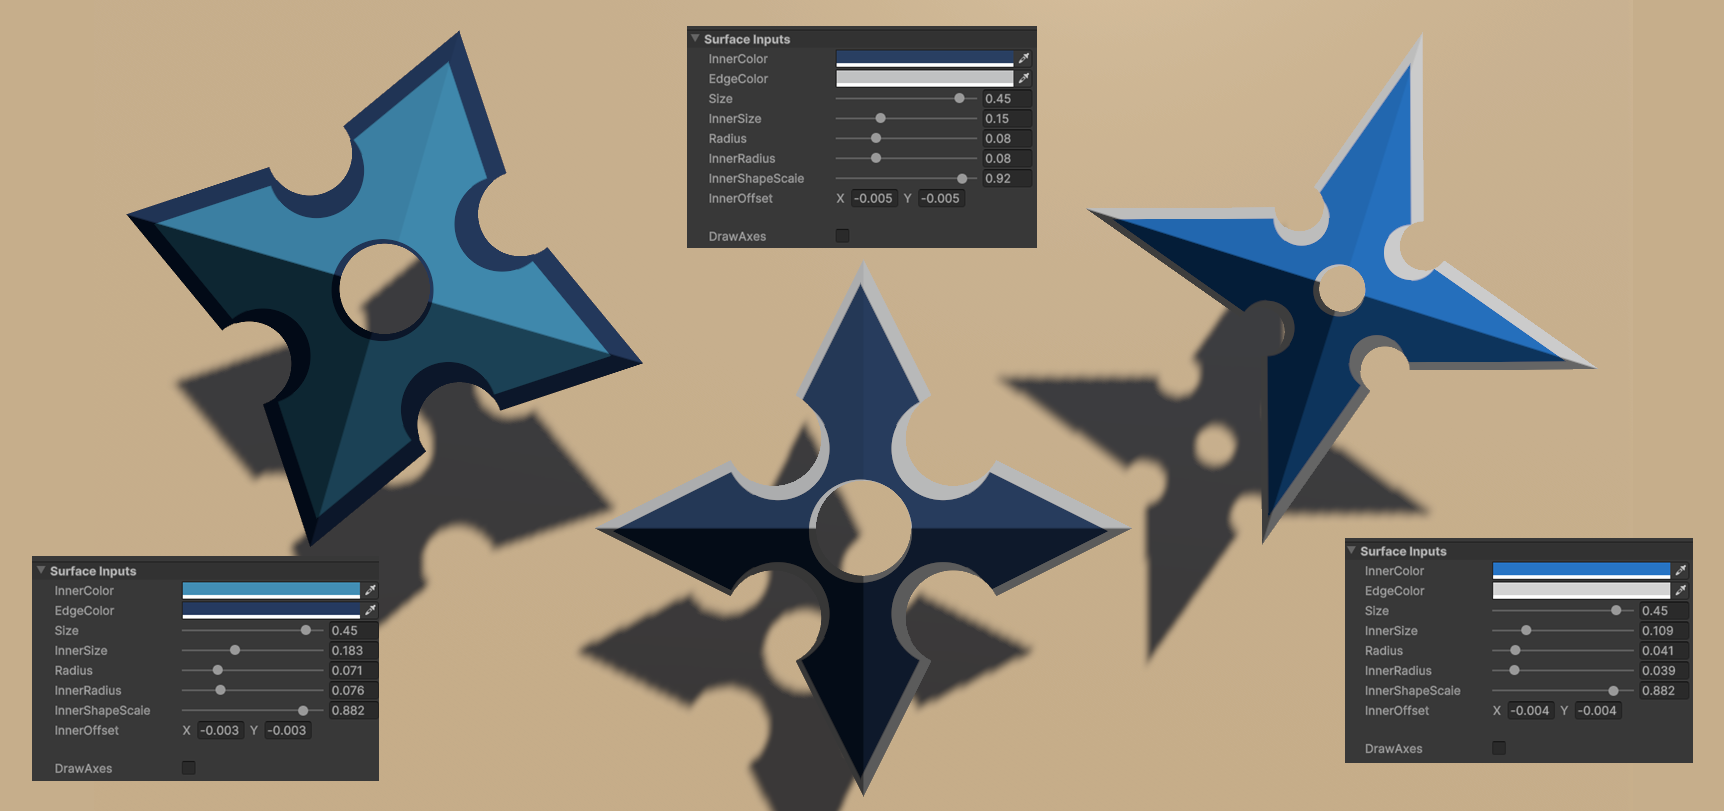 Surface Inputs
InnerColor
EdgeColor
Size 0.45
InnerSize 0.15
Radius 0.08
InnerRadius 0.08
InnerShapeScale 0.92
InnerOffset X -0.005 Y -0.005
DrawAxes
Surface Inputs
InnerColor
EdgeColor
Size 0.45
InnerSize 0.183
Radius 0.071
InnerRadius 0.076
InnerShapeScale 0.882
InnerOffset X -0.003 Y -0.003
DrawAxes
Surface Inputs
InnerColor
EdgeColor
Size 0.45
InnerSize 0.109
Radius 0.041
InnerRadius 0.039
InnerShapeScale 0.882
InnerOffset X -0.004 Y -0.004
DrawAxes